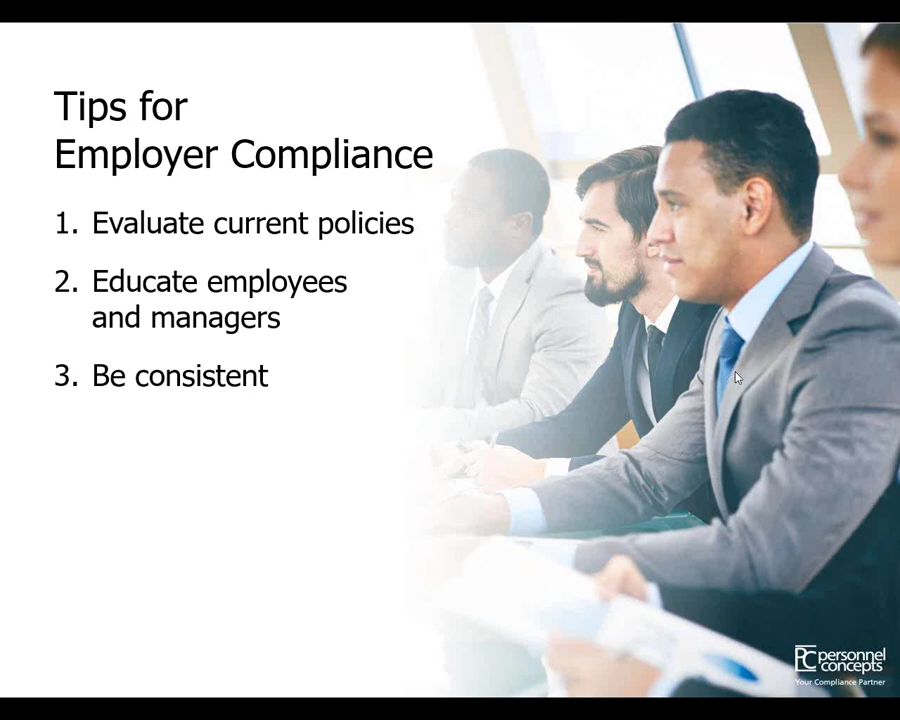 Tips for
Employer Compliance
1. Evaluate current policies
2. Educate employees
and managers
3. Be consistent
PC personnel
concepts
Your Compliance Partner